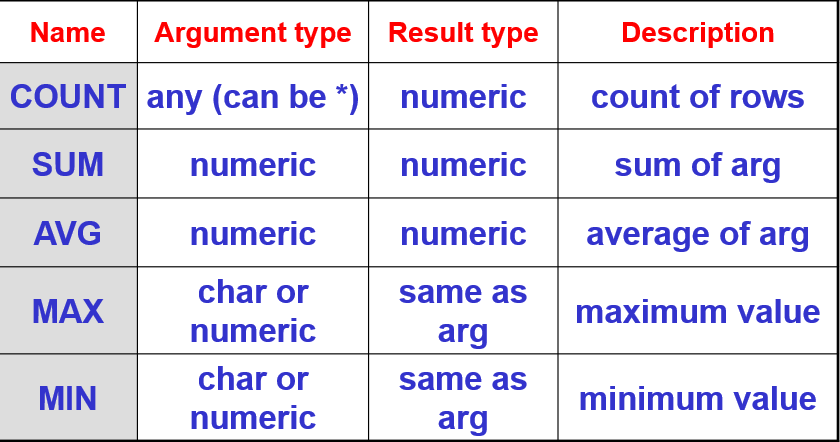 Name Argument type Result type Description
COUNT any (can be *) numeric count of rows
SUM numeric numeric sum of arg
AVG numeric numeric average of arg
MAX char or numeric same as arg maximum value
MIN char or numeric same as arg minimum value